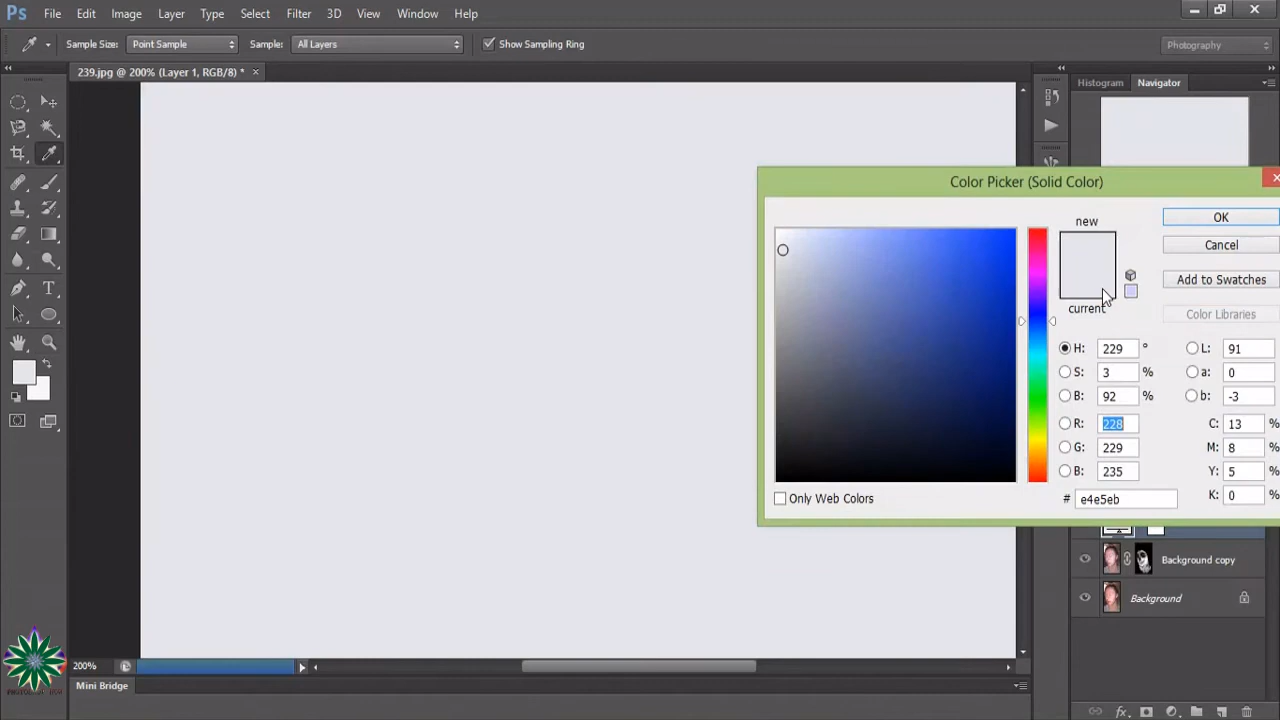 Ps File Edit Image Layer Type Select Filter 3D View Window Help
Sample Size: Point Sample Sample: All Layers Show Sampling Ring Photography
239.jpg @ 200% (Layer 1, RGB/8) *
Histogram Navigator
Color Picker (Solid Color)
new
OK
Cancel
Add to Swatches
current
Color Libraries
H: 229 ° L: 91
S: 3 % a: 0
B: 92 % b: -3
R: 228 C: 13 %
G: 229 M: 8 %
B: 235 Y: 5 %
K: 0 %
Only Web Colors # e4e5eb
Background copy
Background
200%
Mini Bridge